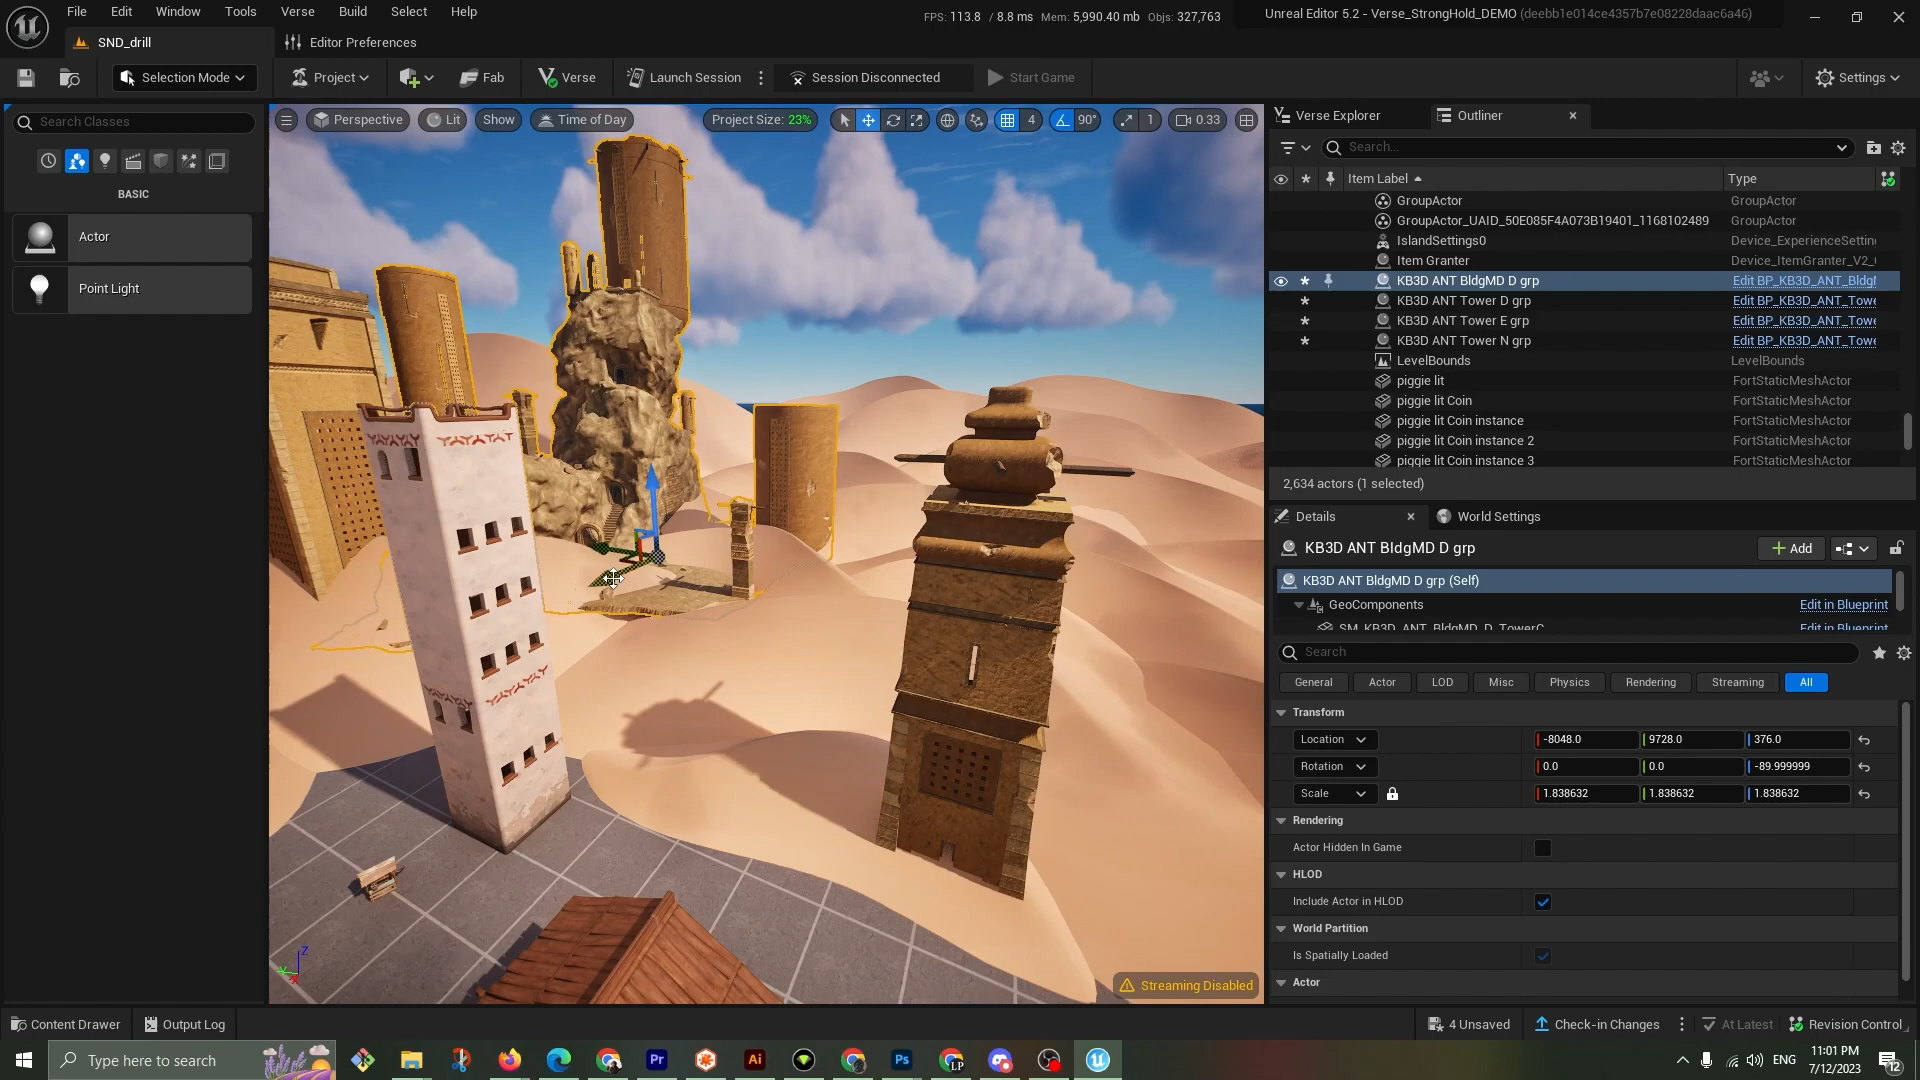 File Edit Window Tools Verse Build Select Help
FPS: 113.8 / 8.8 ms Mem: 5,990.40 mb Objs: 327,763
Unreal Editor 5.2 - Verse_StrongHold_DEMO (deebb1e014ce4357b7e08228daac6a46)
SND_drill
Editor Preferences
Selection Mode
Project
Fab
Verse
Launch Session
Session Disconnected
Start Game
Settings
Search Classes
BASIC
Actor
Point Light
Perspective
Lit
Show
Time of Day
Project Size: 23%
4
90°
1
0.33
Streaming Disabled
Verse Explorer
Outliner
Search...
Item Label Type
GroupActor GroupActor
GroupActor_UAID_50E085F4A073B19401_1168102489 GroupActor
IslandSettings0 Device_ExperienceSettin
Item Granter Device_ItemGranter_V2_
KB3D ANT BldgMD D grp Edit BP_KB3D_ANT_Bldg
KB3D ANT Tower D grp Edit BP_KB3D_ANT_Towe
KB3D ANT Tower E grp Edit BP_KB3D_ANT_Towe
KB3D ANT Tower N grp Edit BP_KB3D_ANT_Towe
LevelBounds LevelBounds
piggie lit FortStaticMeshActor
piggie lit Coin FortStaticMeshActor
piggie lit Coin instance FortStaticMeshActor
piggie lit Coin instance 2 FortStaticMeshActor
piggie lit Coin instance 3 FortStaticMeshActor
2,634 actors (1 selected)
Details
World Settings
KB3D ANT BldgMD D grp
Add
KB3D ANT BldgMD D grp (Self)
GeoComponents Edit in Blueprint
SM_KB3D_ANT_BldgMD_D_TowerC Edit in Blueprint
Search
General Actor LOD Misc Physics Rendering Streaming All
Transform
Location -8048.0 9728.0 376.0
Rotation 0.0 0.0 -89.999999
Scale 1.838632 1.838632 1.838632
Rendering
Actor Hidden In Game
HLOD
Include Actor in HLOD
World Partition
Is Spatially Loaded
Actor
Z
Y
X
Content Drawer
Output Log
4 Unsaved
Check-in Changes
At Latest
Revision Control
Type here to search
Pr
Ai
Ps
LP
ENG
11:01 PM
7/12/2023
12